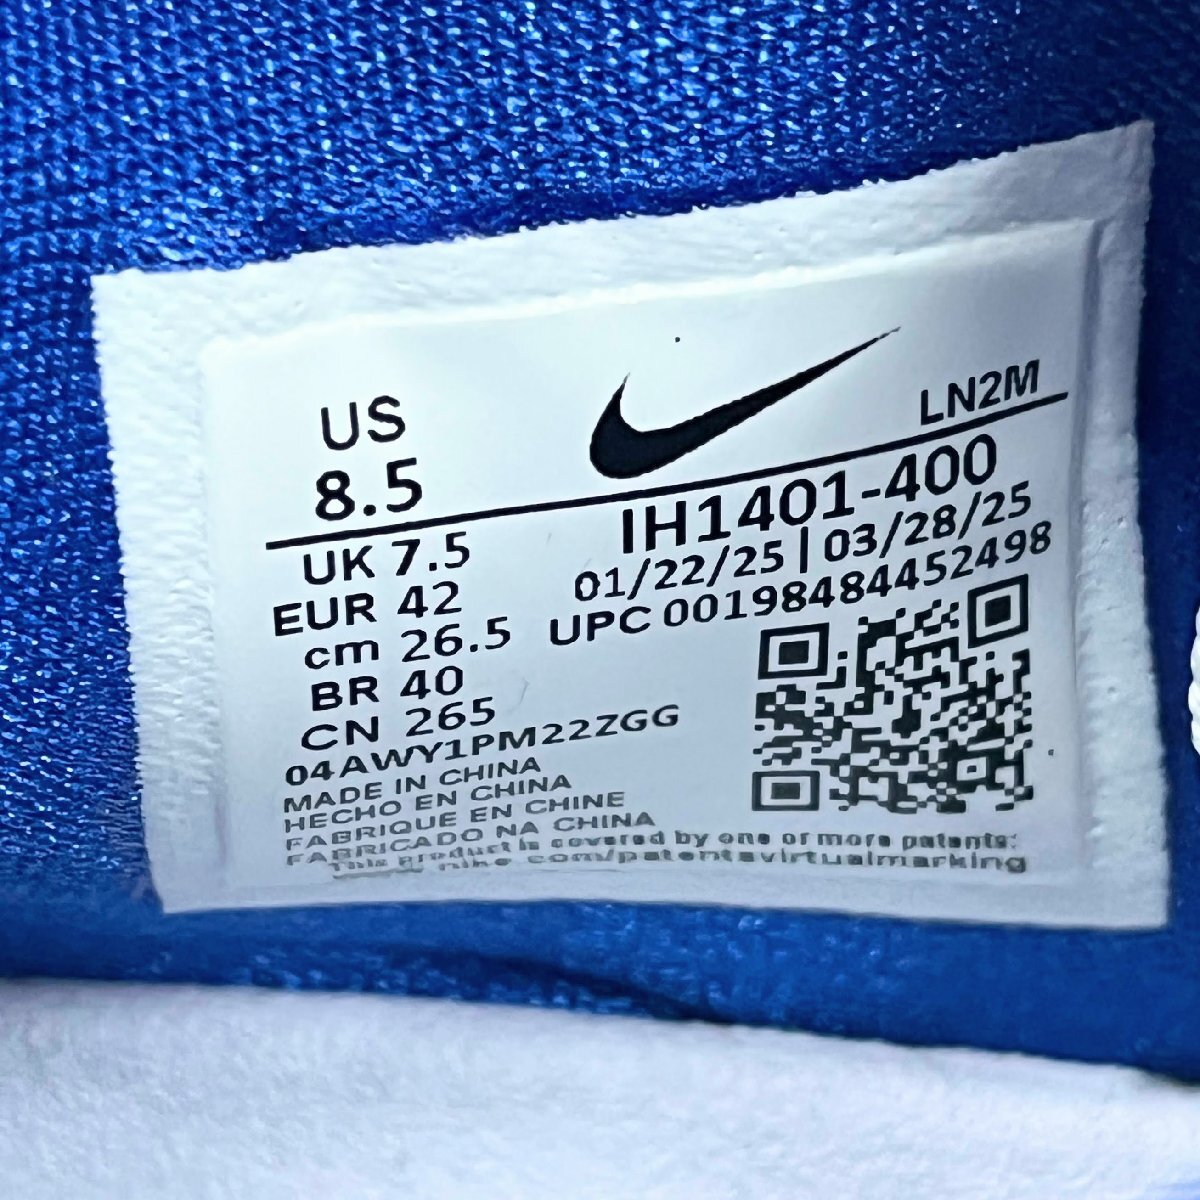 US
8.5
LN2M
IH1401-400
01/22/25 | 03/28/25
UPC 00198484452498
UK 7.5
EUR 42
cm 26.5
BR 40
CN 265
04AWY1PM22ZGG
MADE IN CHINA
HECHO EN CHINA
FABRIQUE EN CHINE
FABRICADO NA CHINA
This product is covered by one or more patents:
nike.com/patentsvirtualmarking